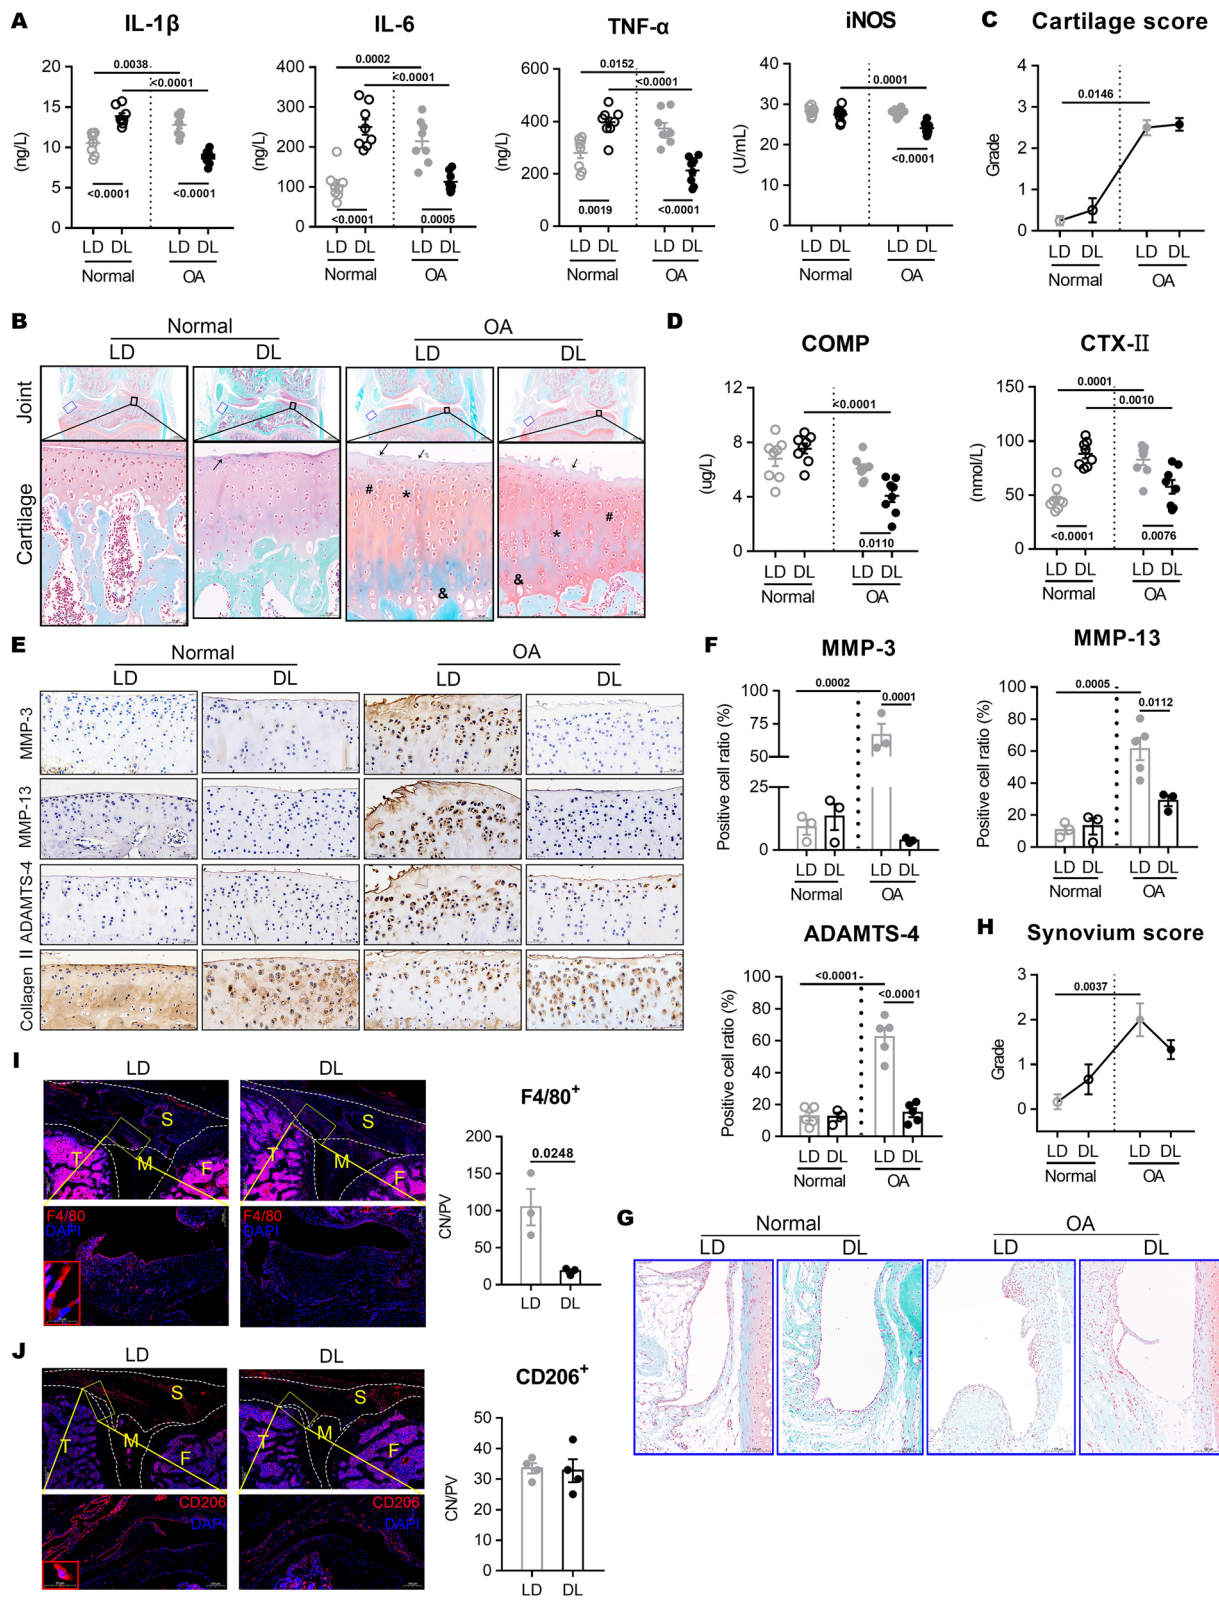 A
IL-1β
IL-6
TNF-α
iNOS
C
Cartilage score
(ng/L)
20
15
10
5
0
0.0038
<0.0001
<0.0001
<0.0001
LD DL LD DL
Normal OA
(ng/L)
400
300
200
100
0
0.0002
<0.0001
<0.0001
0.0005
LD DL LD DL
Normal OA
(ng/L)
600
400
200
0
0.0152
<0.0001
0.0019
<0.0001
LD DL LD DL
Normal OA
(U/mL)
40
30
20
10
0
0.0001
<0.0001
LD DL LD DL
Normal OA
Grade
4
3
2
1
0
0.0146
LD DL LD DL
Normal OA
B
Normal OA
LD DL LD DL
Joint
Cartilage
# * &
& * #
D
COMP
CTX-II
(ug/L)
12
8
4
0
<0.0001
0.0110
LD DL LD DL
Normal OA
(nmol/L)
150
100
50
0
0.0001
0.0010
<0.0001
0.0076
LD DL LD DL
Normal OA
E
Normal OA
LD DL LD DL
MMP-3
MMP-13
ADAMTS-4
Collagen II
F
MMP-3
MMP-13
Positive cell ratio (%)
100
75
50
25
0
0.0002
0.0001
LD DL LD DL
Normal OA
Positive cell ratio (%)
100
80
60
40
20
0
0.0005
0.0112
LD DL LD DL
Normal OA
ADAMTS-4
Positive cell ratio (%)
100
80
60
40
20
0
<0.0001
<0.0001
LD DL LD DL
Normal OA
H
Synovium score
Grade
3
2
1
0
0.0037
LD DL LD DL
Normal OA
I
LD DL
S
T M F
S
T M F
F4/80
DAPI
F4/80
DAPI
F4/80+
CN/PV
200
150
100
50
0
0.0248
LD DL
G
Normal OA
LD DL LD DL
J
LD DL
S
T M F
S
T M F
CD206
DAPI
CD206
DAPI
CD206+
CN/PV
50
40
30
20
10
0
LD DL